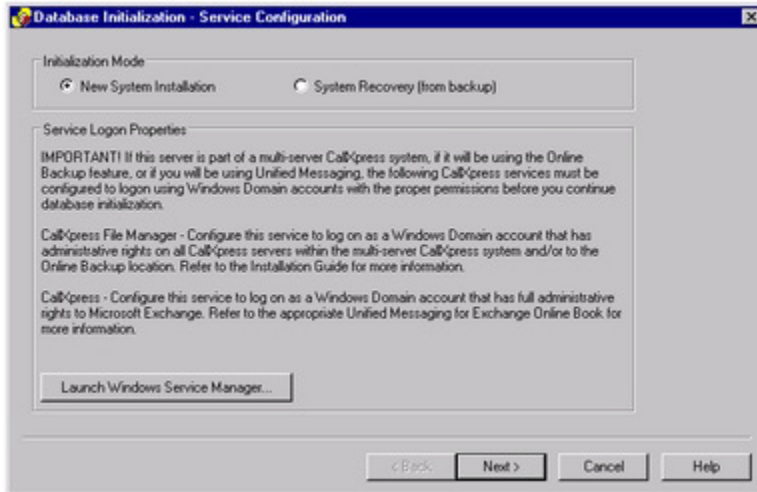 Database Initialization - Service Configuration
Initialization Mode
New System Installation System Recovery (from backup)
Service Logon Properties
IMPORTANT! If this server is part of a multi-server CallXpress system, if it will be using the Online
Backup feature, or if you will be using Unified Messaging, the following CallXpress services must be
configured to logon using Windows Domain accounts with the proper permissions before you continue
database initialization.
CallXpress File Manager - Configure this service to log on as a Windows Domain account that has
administrative rights on all CallXpress servers within the multi-server CallXpress system and/or to the
Online Backup location. Refer to the Installation Guide for more information.
CallXpress - Configure this service to log on as a Windows Domain account that has full administrative
rights to Microsoft Exchange. Refer to the appropriate Unified Messaging for Exchange Online Book for
more information.
Launch Windows Service Manager...
< Back Next > Cancel Help